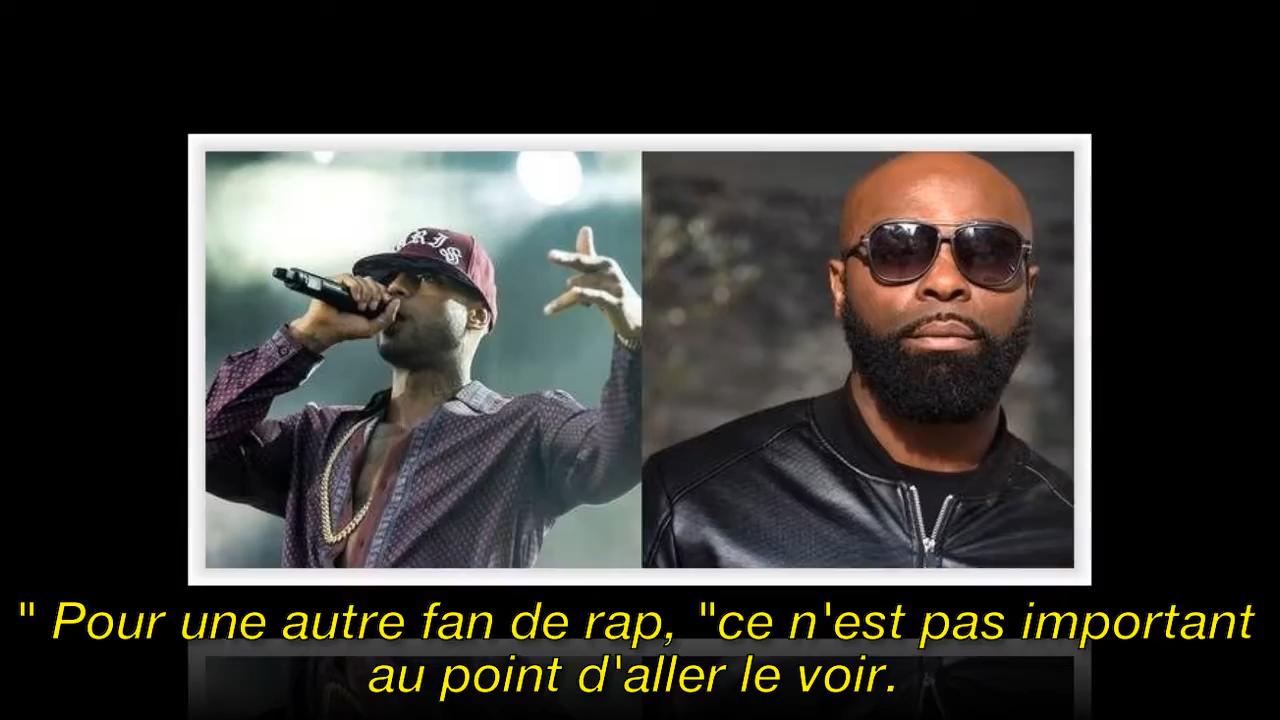 " Pour une autre fan de rap, "ce n'est pas important
au point d'aller le voir.